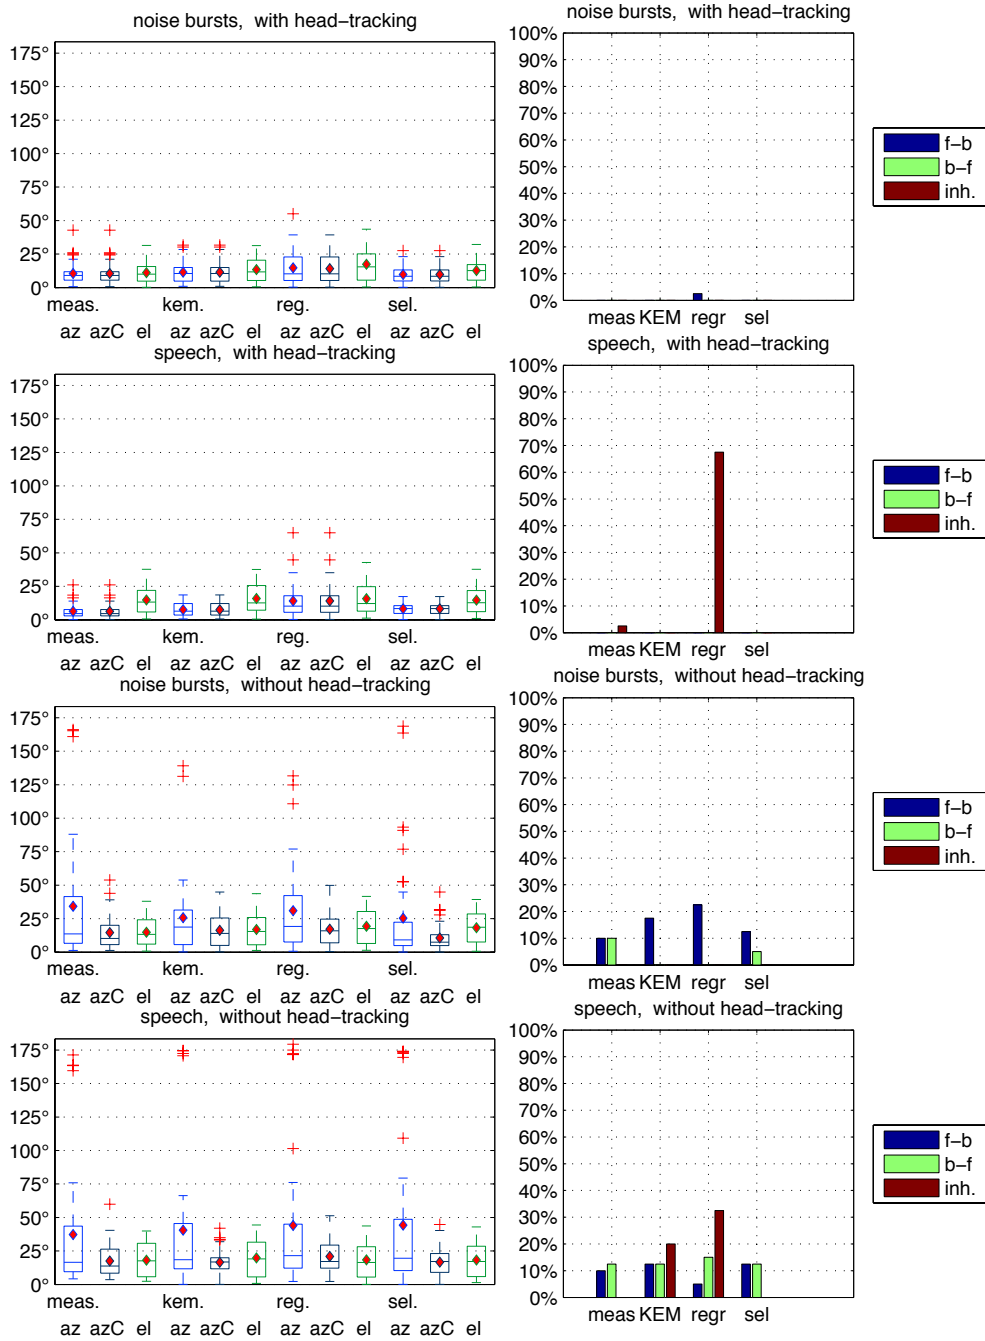 noise bursts, with head-tracking
175°
150°
125°
100°
75°
50°
25°
0°
meas. kem. reg. sel.
az azC el az azC el az azC el az azC el
noise bursts, with head-tracking
100%
90%
80%
70%
60%
50%
40%
30%
20%
10%
0%
meas KEM regr sel
f-b
b-f
inh.
speech, with head-tracking
175°
150°
125°
100°
75°
50°
25°
0°
meas. kem. reg. sel.
az azC el az azC el az azC el az azC el
speech, with head-tracking
100%
90%
80%
70%
60%
50%
40%
30%
20%
10%
0%
meas KEM regr sel
f-b
b-f
inh.
noise bursts, without head-tracking
175°
150°
125°
100°
75°
50°
25°
0°
meas. kem. reg. sel.
az azC el az azC el az azC el az azC el
noise bursts, without head-tracking
100%
90%
80%
70%
60%
50%
40%
30%
20%
10%
0%
meas KEM regr sel
f-b
b-f
inh.
speech, without head-tracking
175°
150°
125°
100°
75°
50°
25°
0°
meas. kem. reg. sel.
az azC el az azC el az azC el az azC el
speech, without head-tracking
100%
90%
80%
70%
60%
50%
40%
30%
20%
10%
0%
meas KEM regr sel
f-b
b-f
inh.